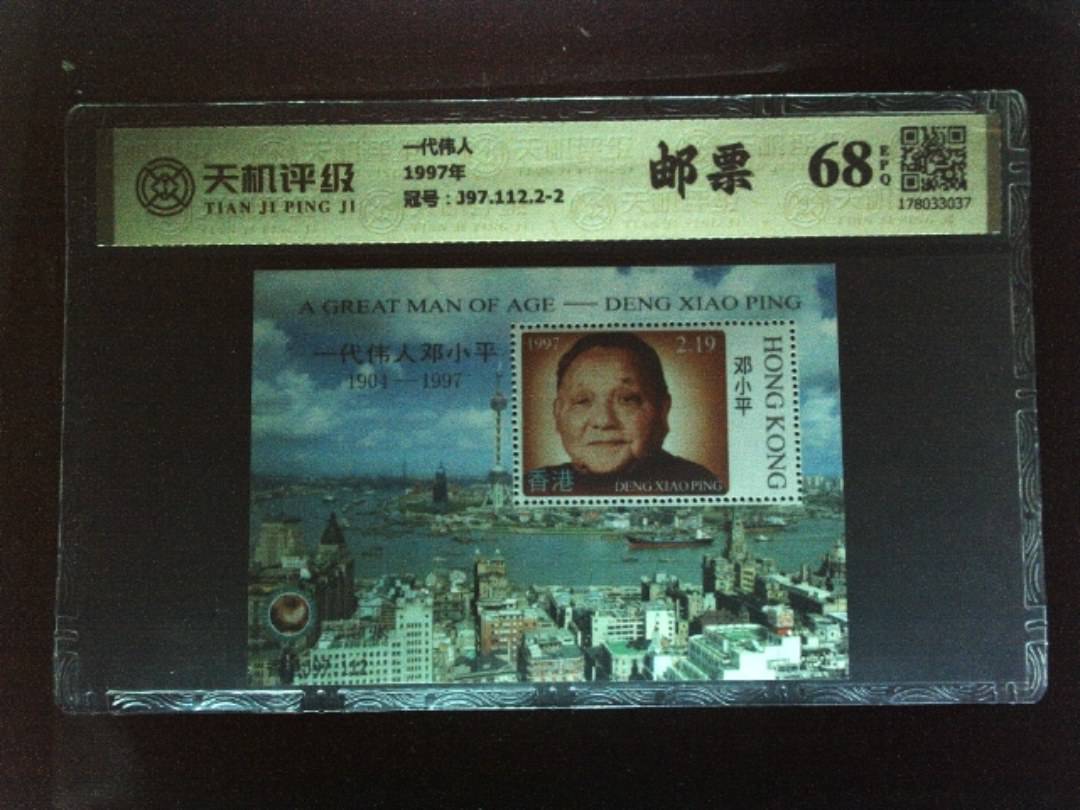 天机评级
TIAN JI PING JI
一代伟人
1997年
冠号：J97.112.2-2
邮票
68
EPQ
178033037
A GREAT MAN OF AGE — DENG XIAO PING
一代伟人邓小平
1904—1997
1997
2.19
邓小平
HONG KONG
香港
DENG XIAO PING